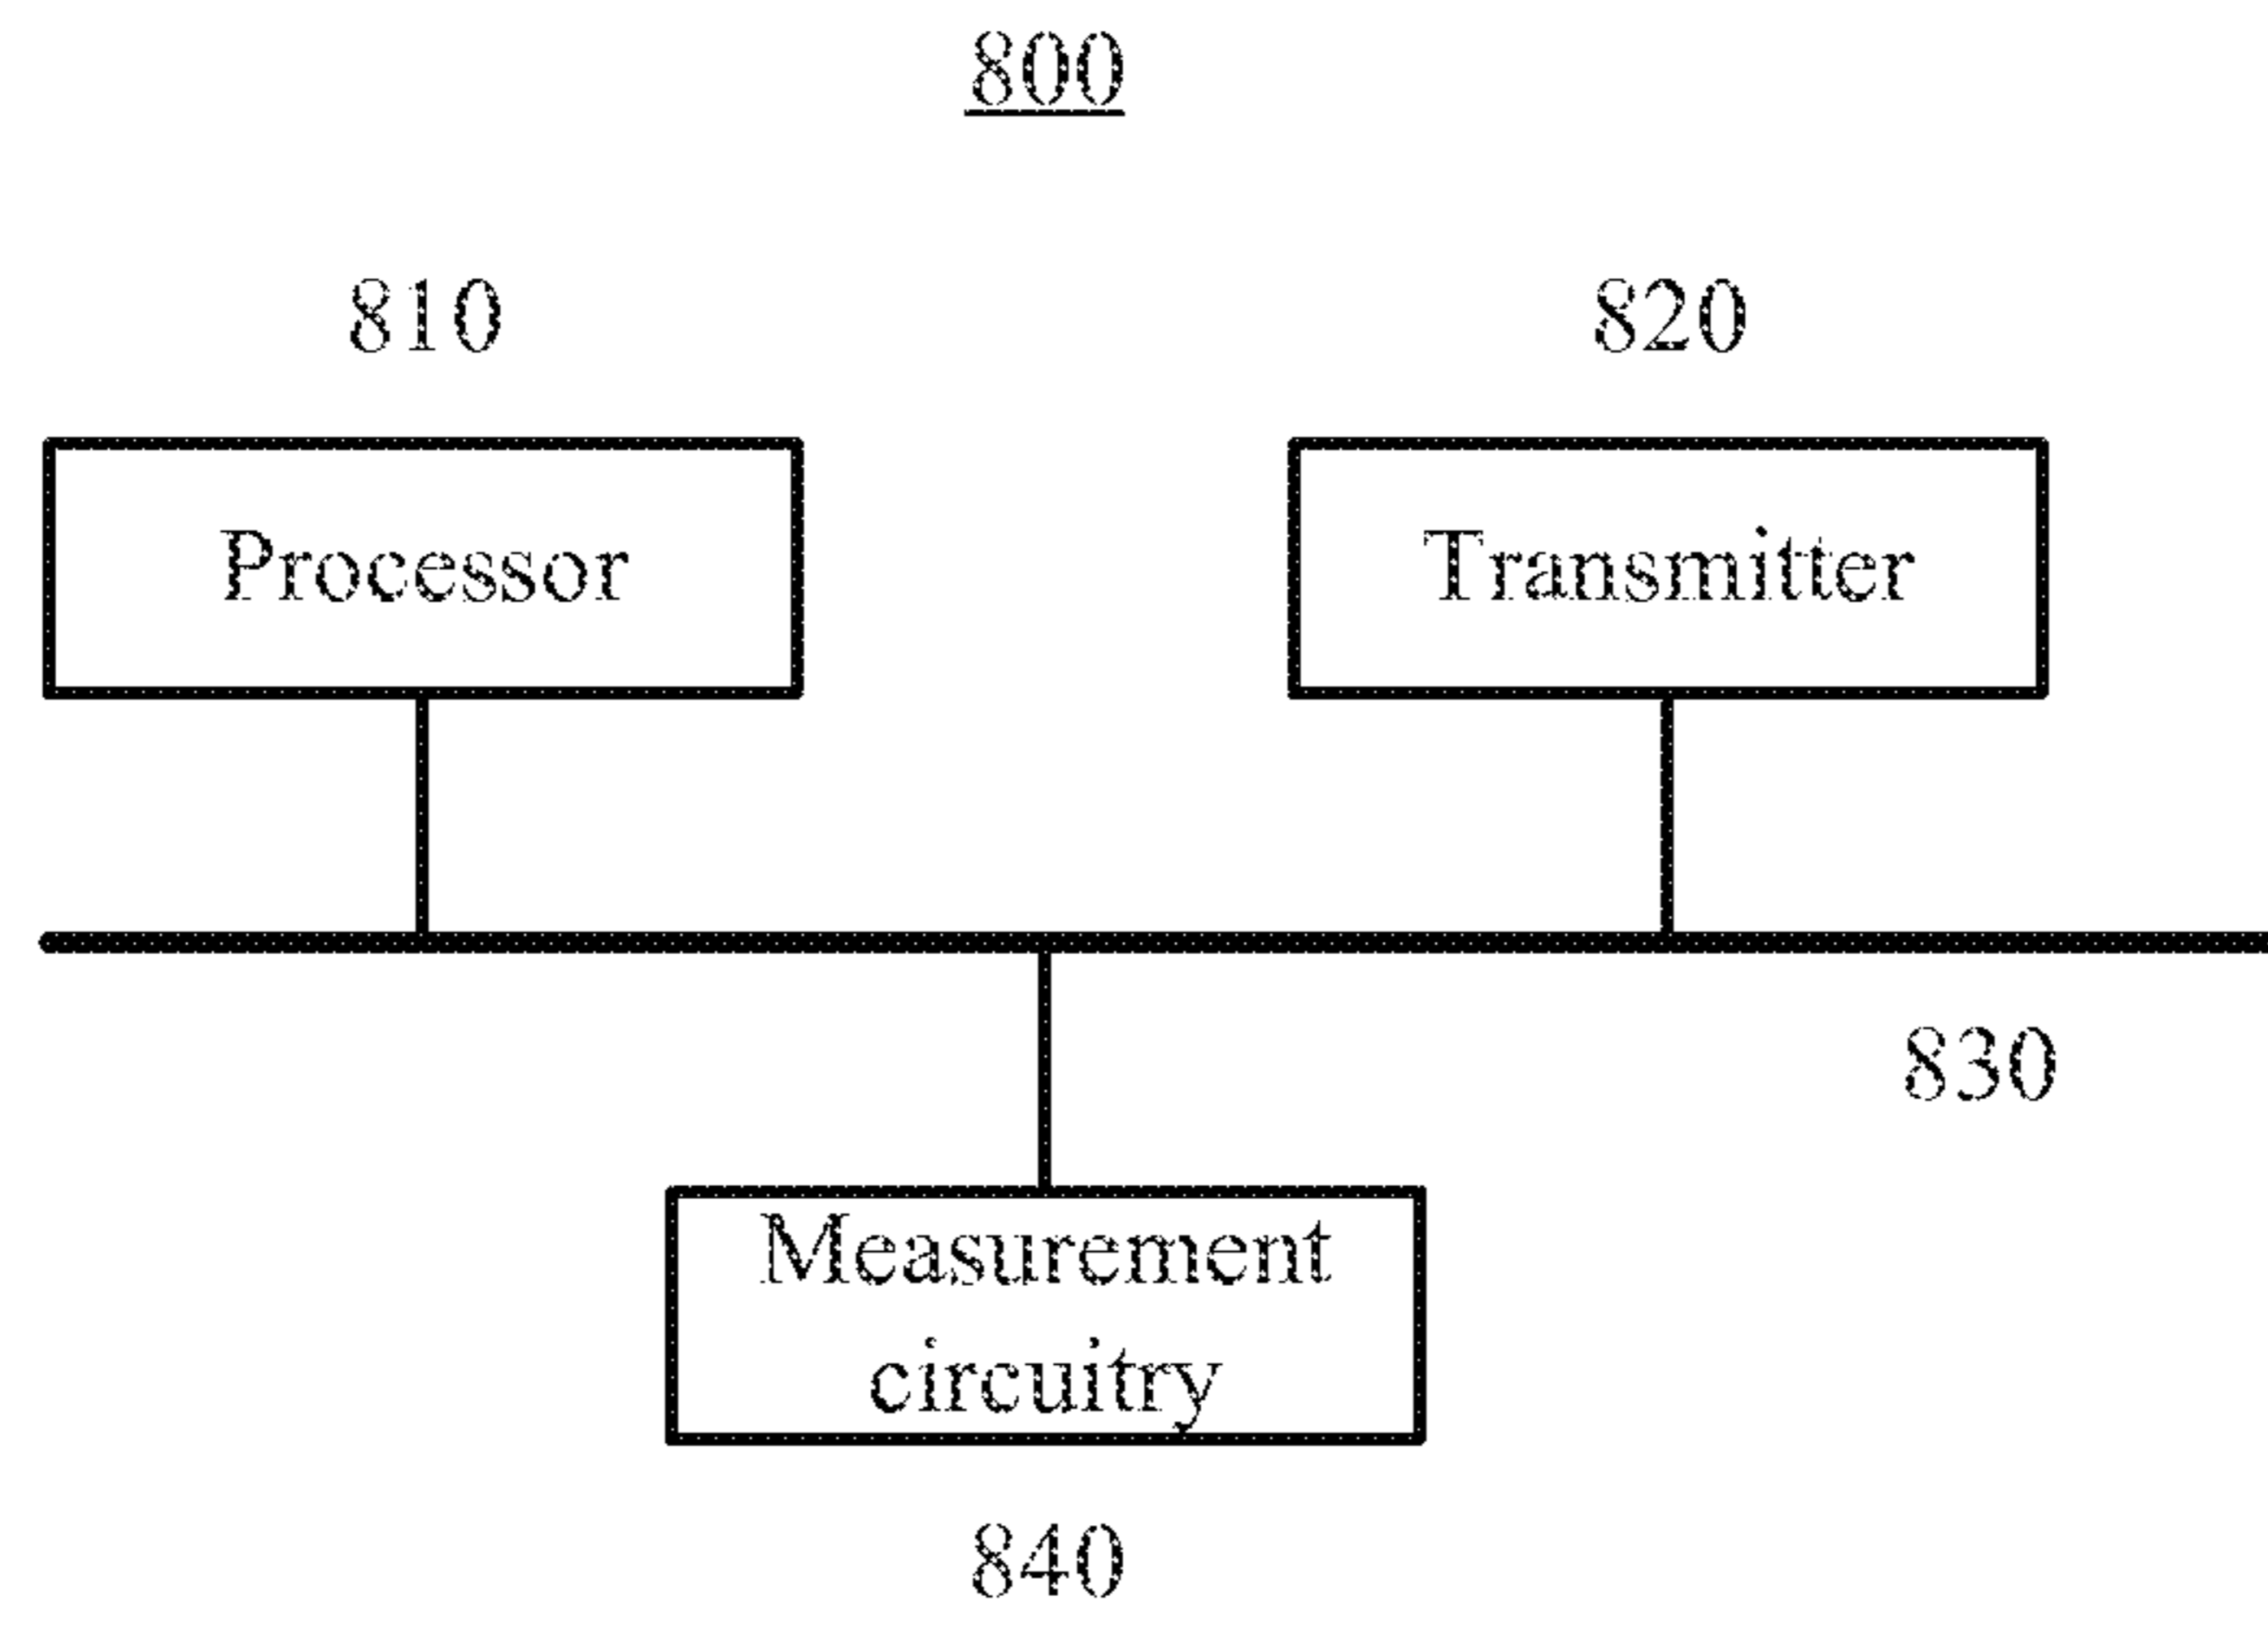 800
810
820
Processor
Transmitter
830
Measurement
circuitry
840